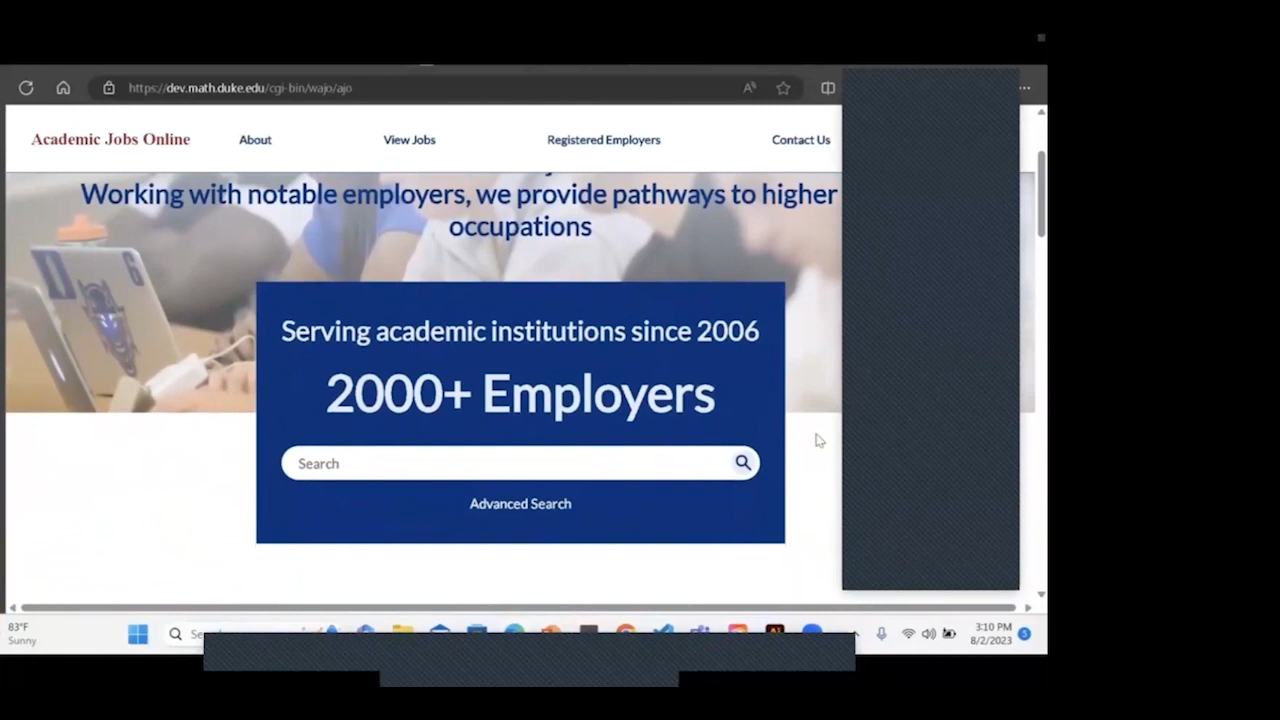 https://dev.math.duke.edu/cgi-bin/wajo/ajo
Academic Jobs Online
About
View Jobs
Registered Employers
Contact Us
Working with notable employers, we provide pathways to higher
occupations
6
Serving academic institutions since 2006
2000+ Employers
Search
Advanced Search
83°F
Sunny
3:10 PM
8/2/2023
5